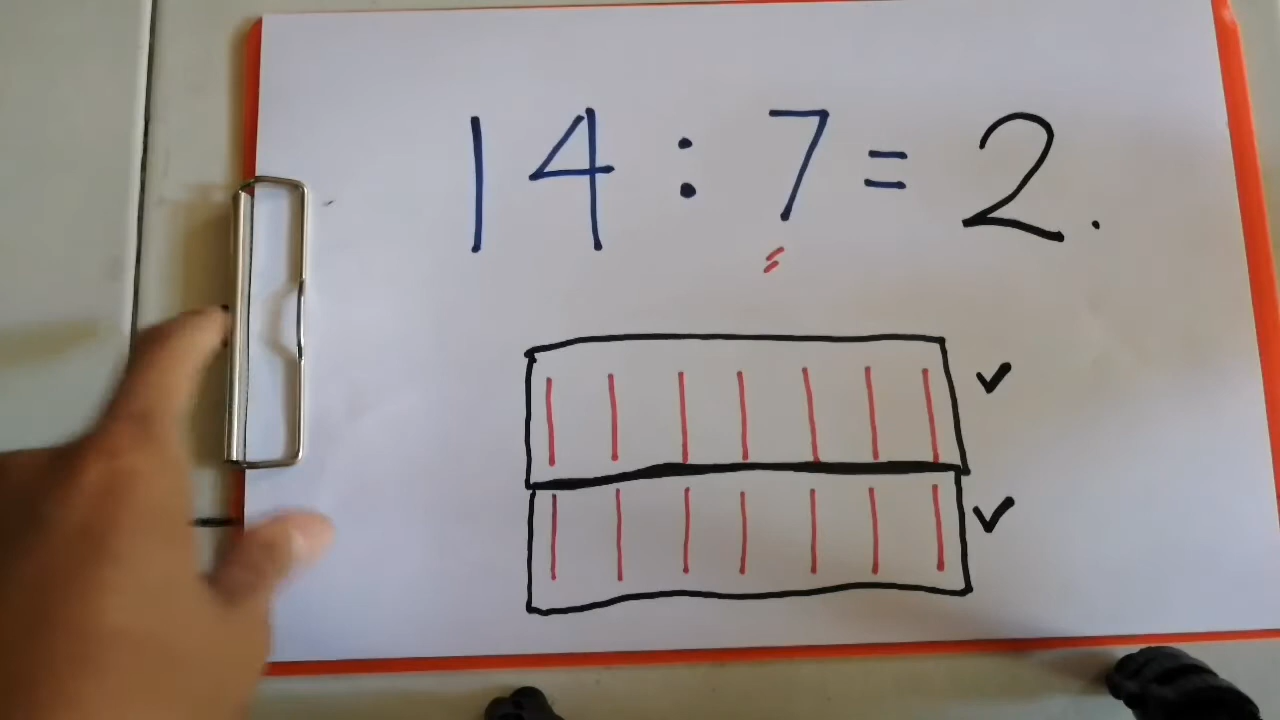 14 : 7 = 2.